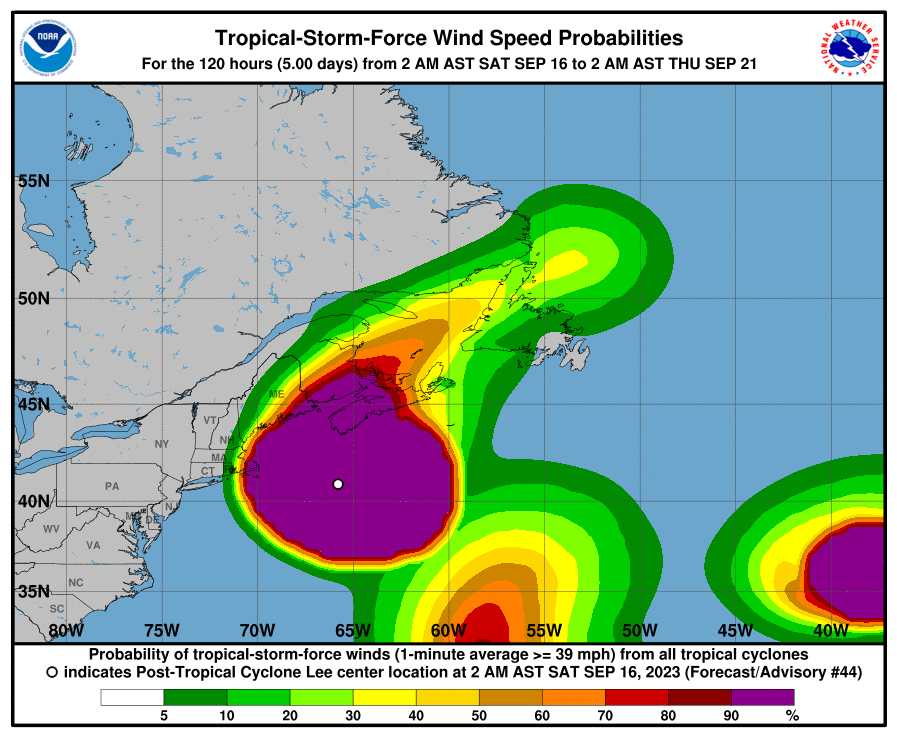 Tropical-Storm-Force Wind Speed Probabilities
For the 120 hours (5.00 days) from 2 AM AST SAT SEP 16 to 2 AM AST THU SEP 21
NOAA
NATIONAL WEATHER SERVICE
55N
50N
45N
40N
35N
ME
VT
NH
NY
MA
CT
PA
NJ
DE
WV
VA
NC
SC
80W 75W 70W 65W 60W 55W 50W 45W 40W
Probability of tropical-storm-force winds (1-minute average >= 39 mph) from all tropical cyclones
indicates Post-Tropical Cyclone Lee center location at 2 AM AST SAT SEP 16, 2023 (Forecast/Advisory #44)
5 10 20 30 40 50 60 70 80 90 %